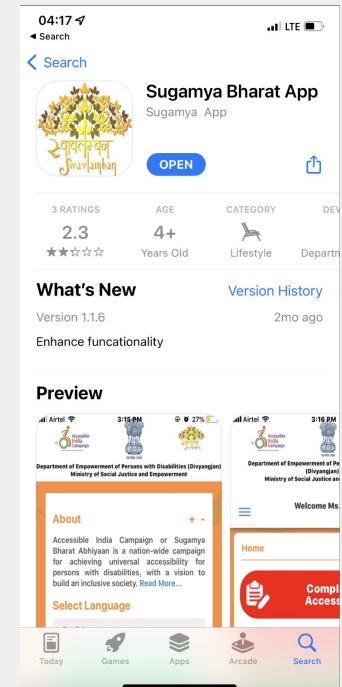 04:17
◀ Search
LTE
Search
Sugamya Bharat App
Sugamya App
स्वावलम्बन
Swavlamban
OPEN
3 RATINGS
AGE
CATEGORY
DEV
2.3
4+
★★☆☆☆
Years Old
Lifestyle
Departn
What's New
Version History
Version 1.1.6
2mo ago
Enhance funcationality
Preview
Airtel
3:15 PM
27%
Accessible
India
Campaign
Department of Empowerment of Persons with Disabilities (Divyangjan)
Ministry of Social Justice and Empowerment
About
+ -
Accessible India Campaign or Sugamya
Bharat Abhiyaan is a nation-wide campaign
for achieving universal accessibility for
persons with disabilities, with a vision to
build an inclusive society. Read More...
Select Language
Airtel
3:16 PM
Accessible
India
Campaign
Department of Empowerment of Pe
(Divyangjan)
Ministry of Social Justice an
Welcome Ms.
Home
Compl
Access
Today
Games
Apps
Arcade
Search